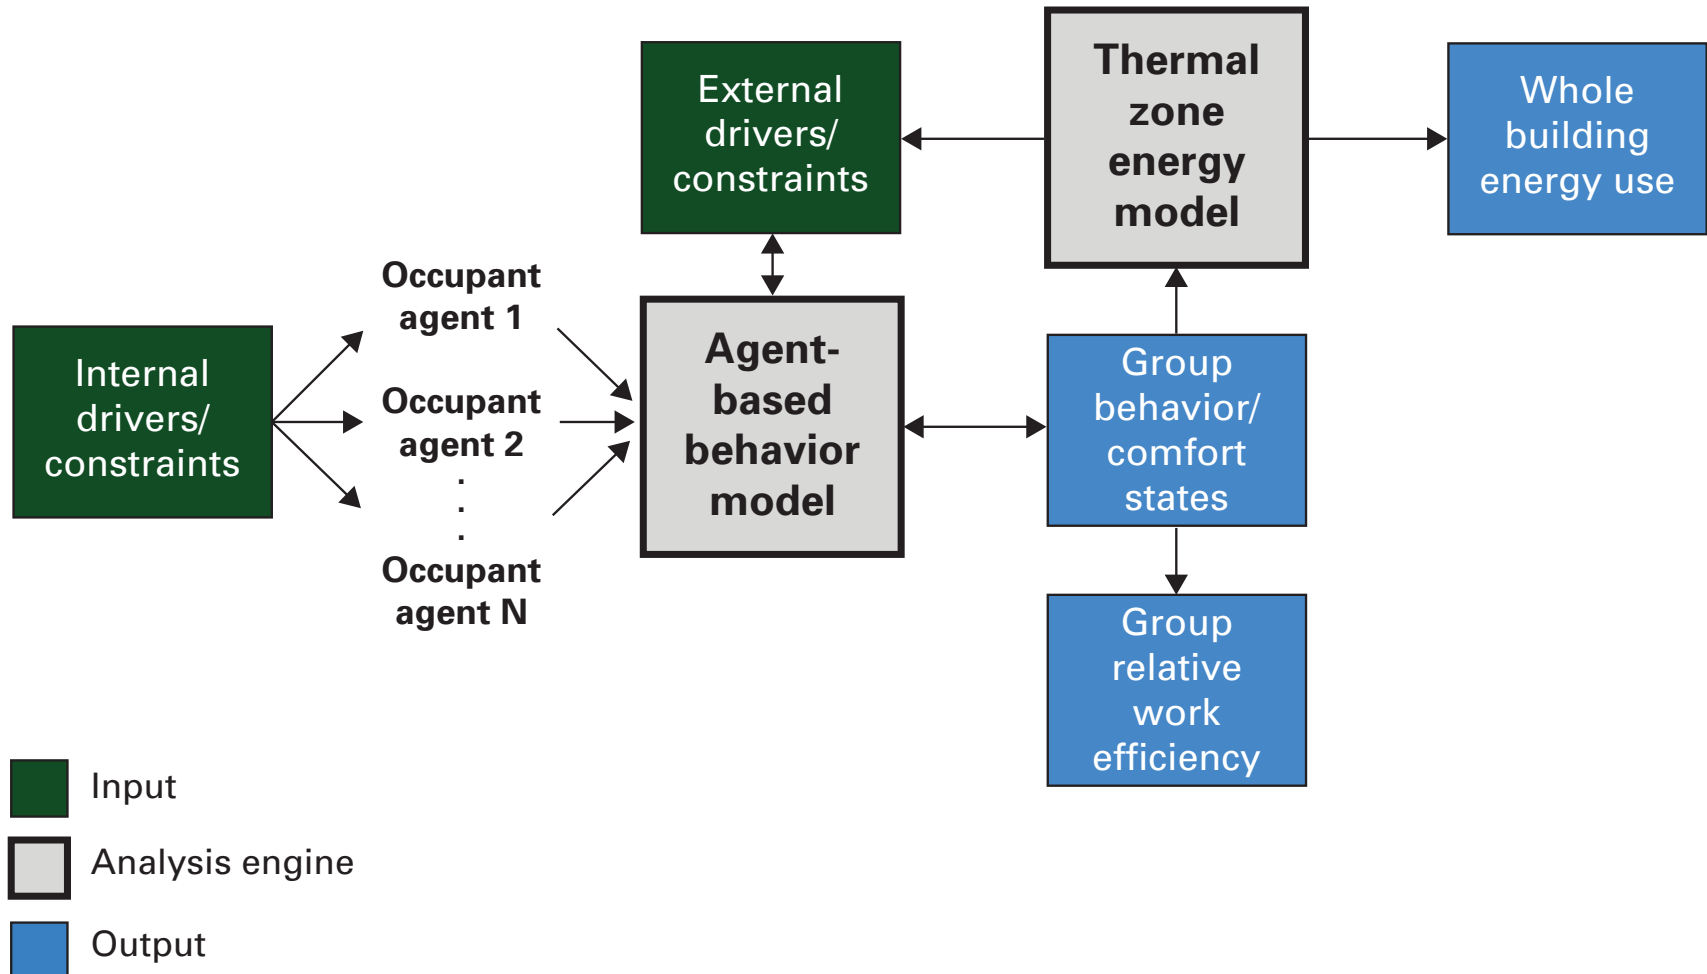 External
drivers/
constraints
Thermal
zone
energy
model
Whole
building
energy use
Internal
drivers/
constraints
Occupant
agent 1
Occupant
agent 2
.
.
.
Occupant
agent N
Agent-
based
behavior
model
Group
behavior/
comfort
states
Group
relative
work
efficiency
Input
Analysis engine
Output